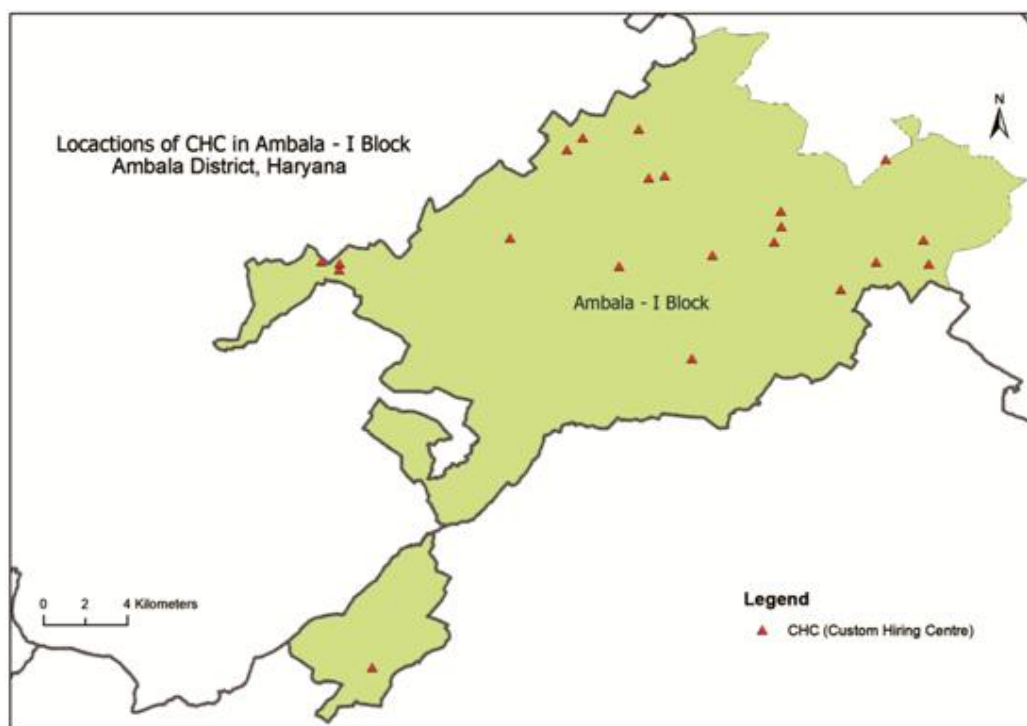 Locactions of CHC in Ambala - I Block
Ambala District, Haryana
N
Ambala - I Block
0 2 4 Kilometers
Legend
CHC (Custom Hiring Centre)